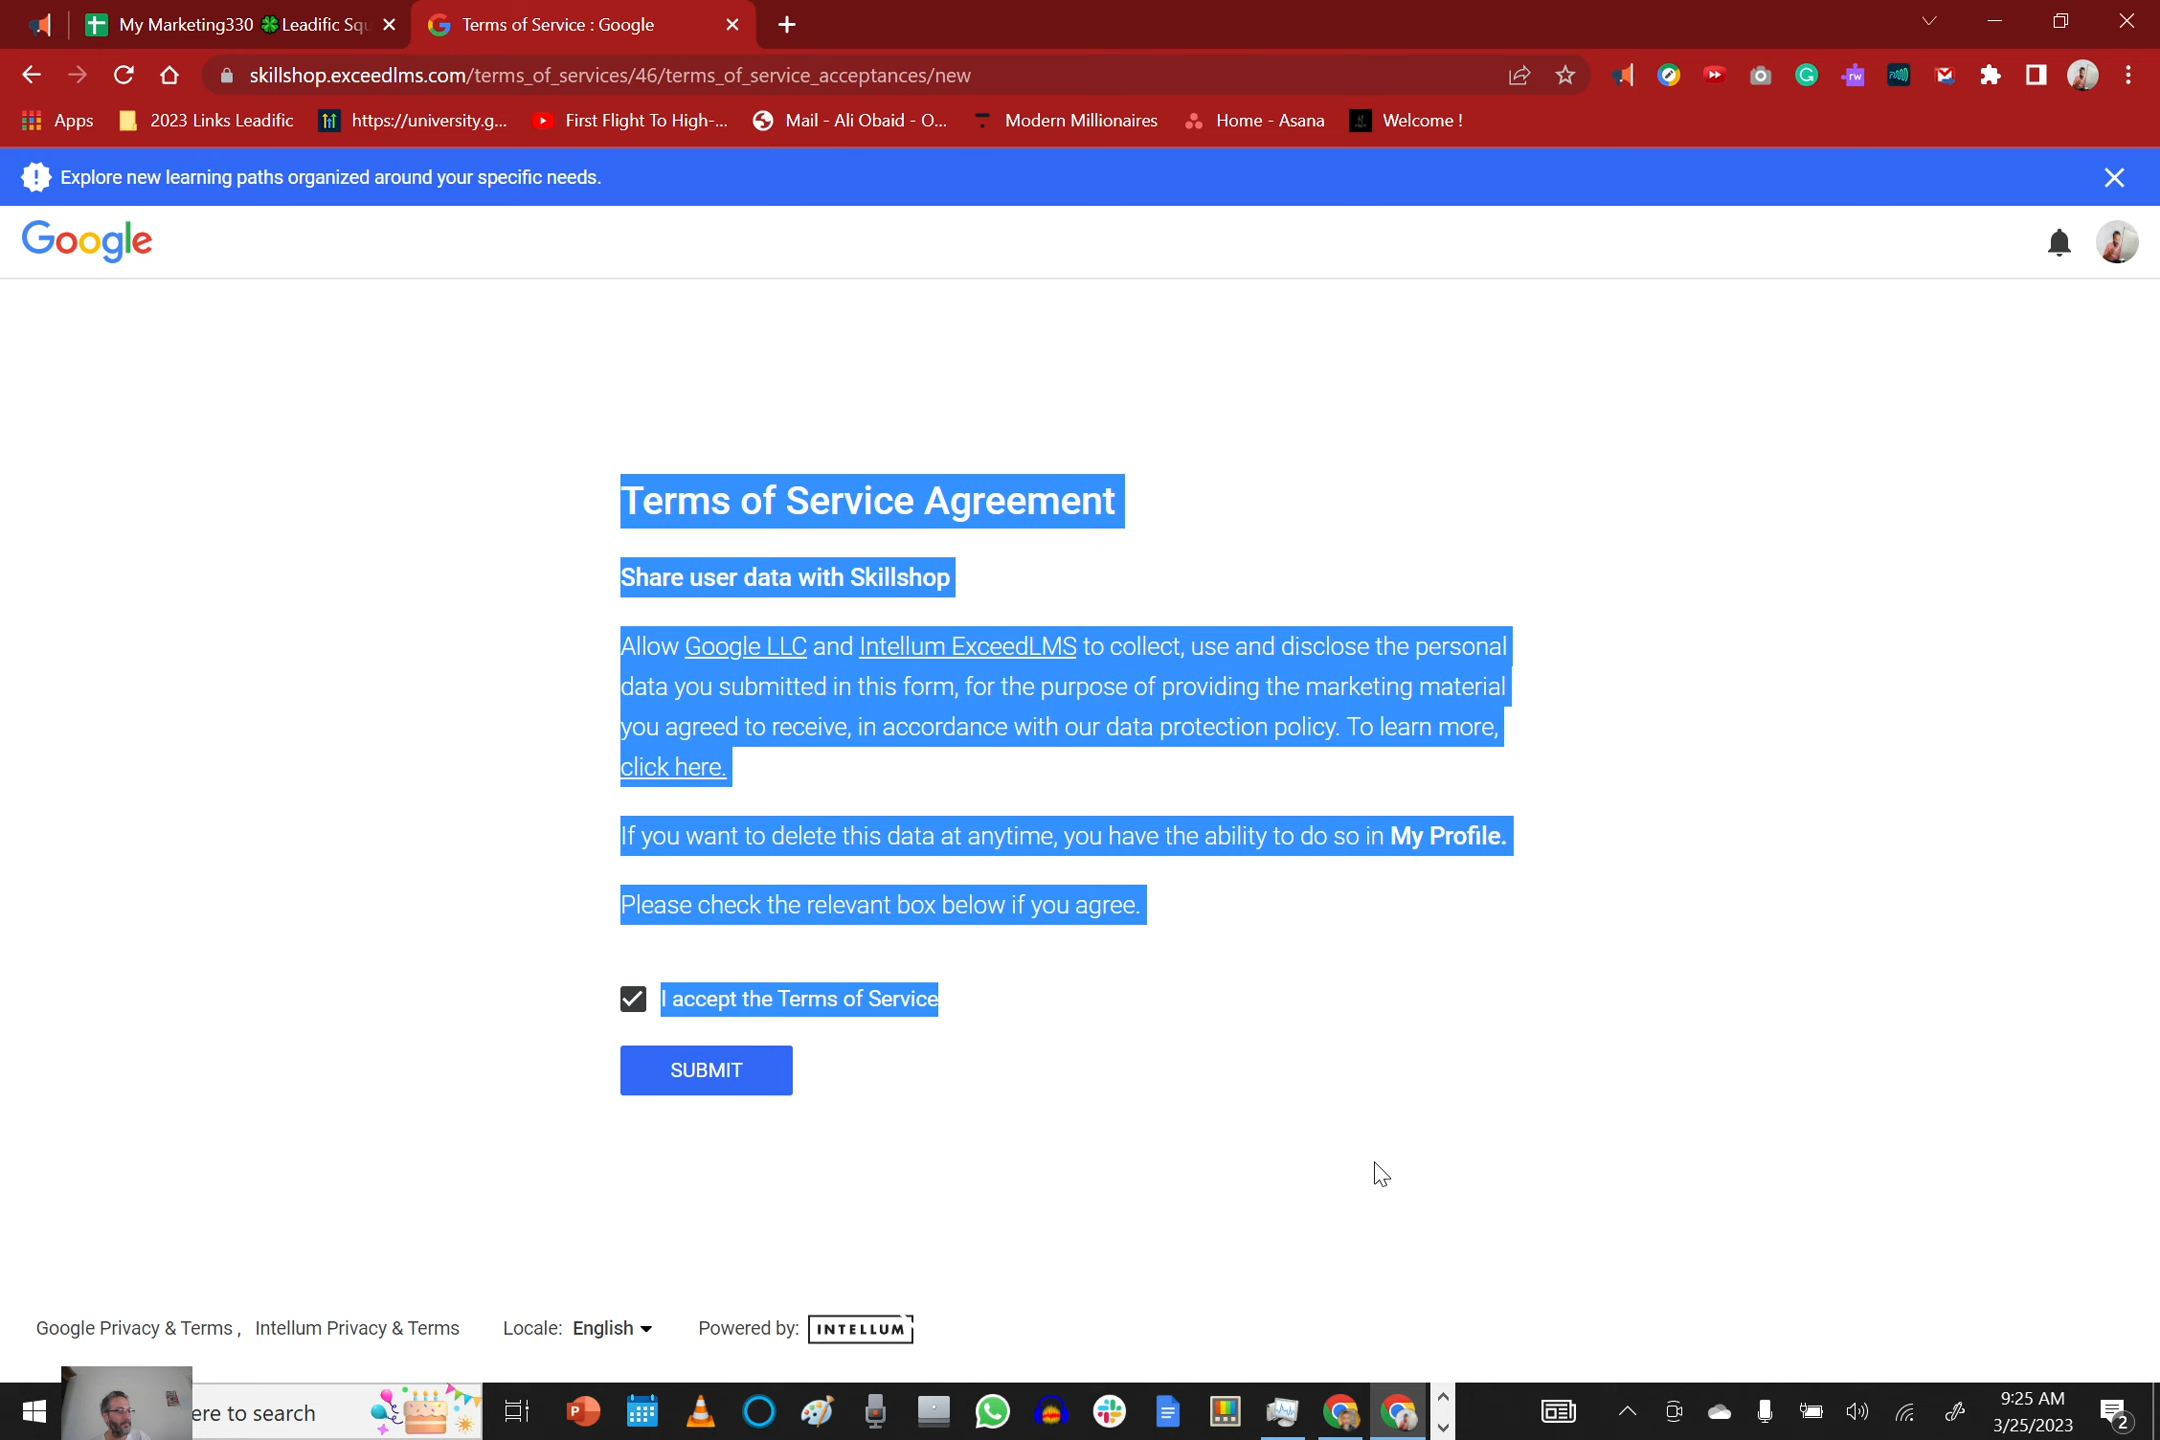 My Marketing330 🍀Leadific Squ
Terms of Service : Google
skillshop.exceedlms.com/terms_of_services/46/terms_of_service_acceptances/new
rw
Apps
2023 Links Leadific
https://university.g...
First Flight To High-...
Mail - Ali Obaid - O...
Modern Millionaires
Home - Asana
Welcome !
Explore new learning paths organized around your specific needs.
Google
Terms of Service Agreement
Share user data with Skillshop
Allow Google LLC and Intellum ExceedLMS to collect, use and disclose the personal
data you submitted in this form, for the purpose of providing the marketing material
you agreed to receive, in accordance with our data protection policy. To learn more,
click here.
If you want to delete this data at anytime, you have the ability to do so in My Profile.
Please check the relevant box below if you agree.
I accept the Terms of Service
SUBMIT
Google Privacy & Terms , Intellum Privacy & Terms
Locale: English
Powered by: INTELLUM
ere to search
9:25 AM
3/25/2023
2